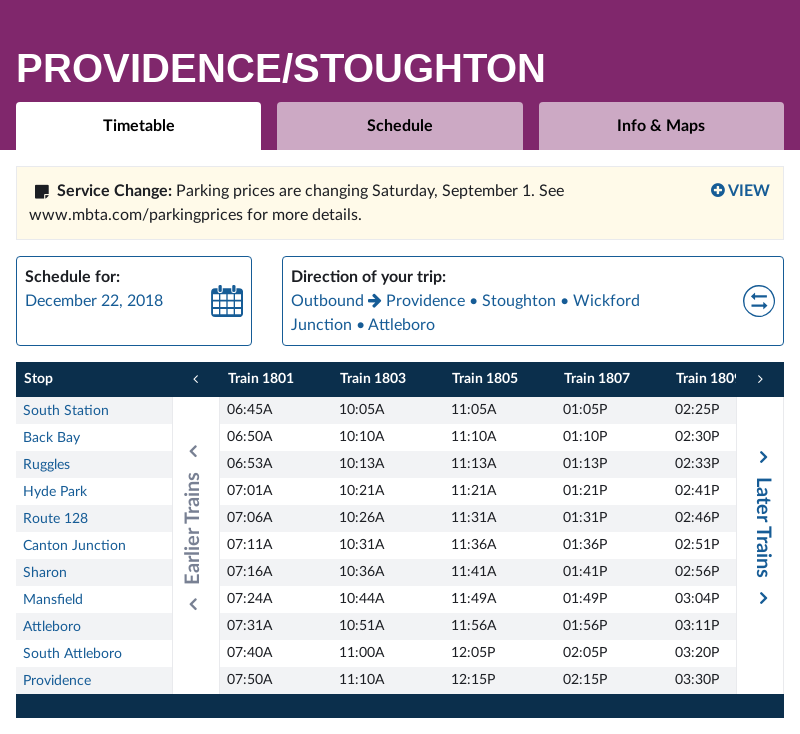 PROVIDENCE/STOUGHTON
Timetable Schedule Info & Maps
Service Change: Parking prices are changing Saturday, September 1. See
www.mbta.com/parkingprices for more details.
VIEW
Schedule for:
December 22, 2018
Direction of your trip:
Outbound → Providence • Stoughton • Wickford
Junction • Attleboro
Stop Train 1801 Train 1803 Train 1805 Train 1807 Train 180
South Station 06:45A 10:05A 11:05A 01:05P 02:25P
Back Bay 06:50A 10:10A 11:10A 01:10P 02:30P
Ruggles 06:53A 10:13A 11:13A 01:13P 02:33P
Hyde Park 07:01A 10:21A 11:21A 01:21P 02:41P
Route 128 07:06A 10:26A 11:31A 01:31P 02:46P
Canton Junction 07:11A 10:31A 11:36A 01:36P 02:51P
Sharon 07:16A 10:36A 11:41A 01:41P 02:56P
Mansfield 07:24A 10:44A 11:49A 01:49P 03:04P
Attleboro 07:31A 10:51A 11:56A 01:56P 03:11P
South Attleboro 07:40A 11:00A 12:05P 02:05P 03:20P
Providence 07:50A 11:10A 12:15P 02:15P 03:30P
Earlier Trains
Later Trains